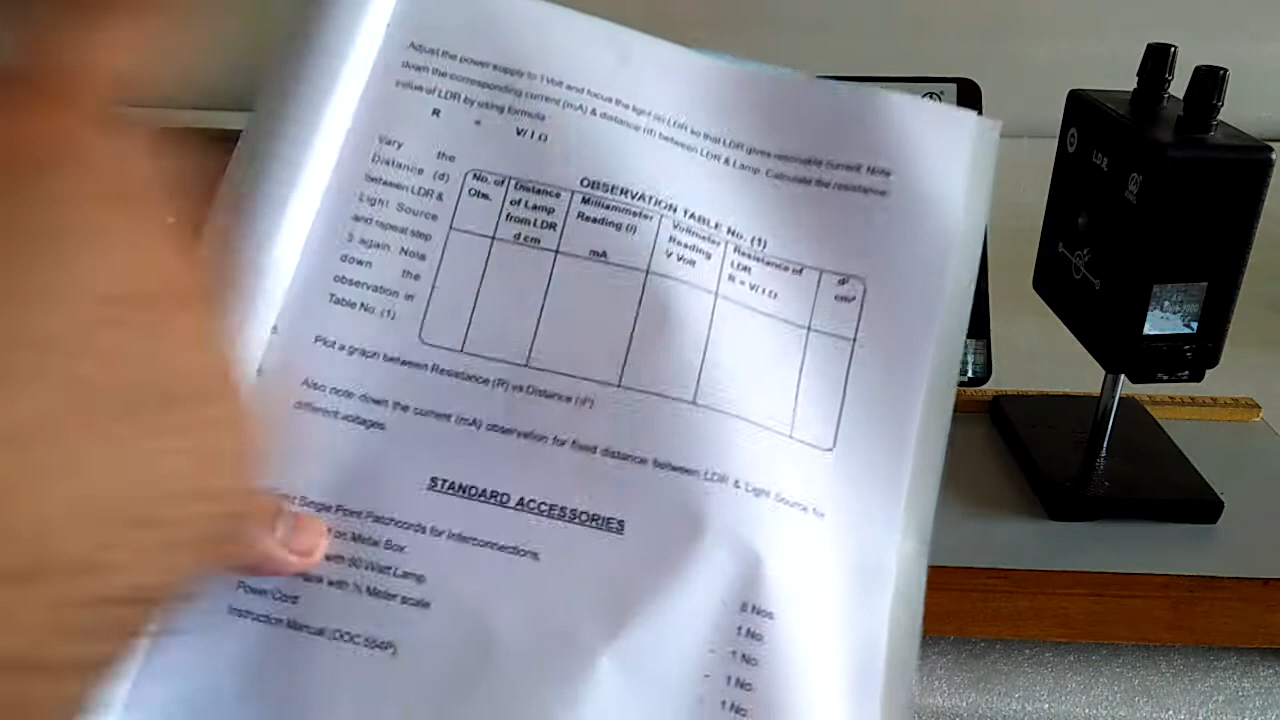 Adjust the power supply to 1 Volt and focus the light on LDR so that LDR gives resonable current. Note
down the corresponding current (mA) & distance (d) between LDR & Lamp. Calculate the resistance
value of LDR by using formula
R = V/ I Ω
Vary the
Distance (d)
between LDR &
Light Source
and repeat step
3 again. Note
down the
observation in
Table No. (1)
OBSERVATION TABLE No. (1)
No. of Obs.
Distance of Lamp from LDR d cm
Milliammeter Reading (I) mA
Voltmeter Reading V Volt
Resistance of LDR R = V/ I Ω
d² cm²
Plot a graph between Resistance (R) vs Distance (d²)
Also note down the current (mA) observation for fixed distance between LDR & Light Source for
different voltages.
STANDARD ACCESSORIES
Single Point Patchcords for Interconnections.
on Metal Box.
with 60 Watt Lamp
with ½ Meter scale
Power Cord
Instruction Manual (DOC 554P)
- 8 Nos.
1 No.
- 1 No.
- 1 No.
- 1 No.
L.D.R.